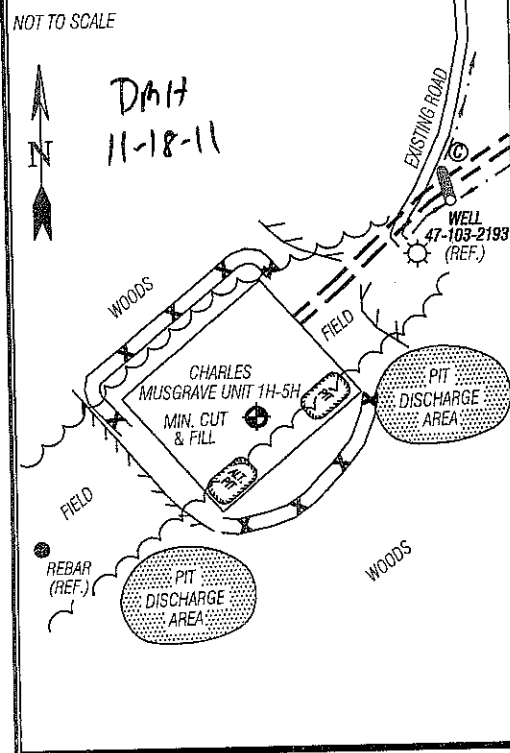 NOT TO SCALE
DMH
11-18-11
N
EXISTING ROAD
C
WELL
47-103-2193
(REF.)
WOODS
FIELD
CHARLES
MUSGRAVE UNIT 1H-5H
MIN. CUT
& FILL
PIT
ALT.
PIT
PIT
DISCHARGE
AREA
FIELD
REBAR
(REF.)
PIT
DISCHARGE
AREA
WOODS